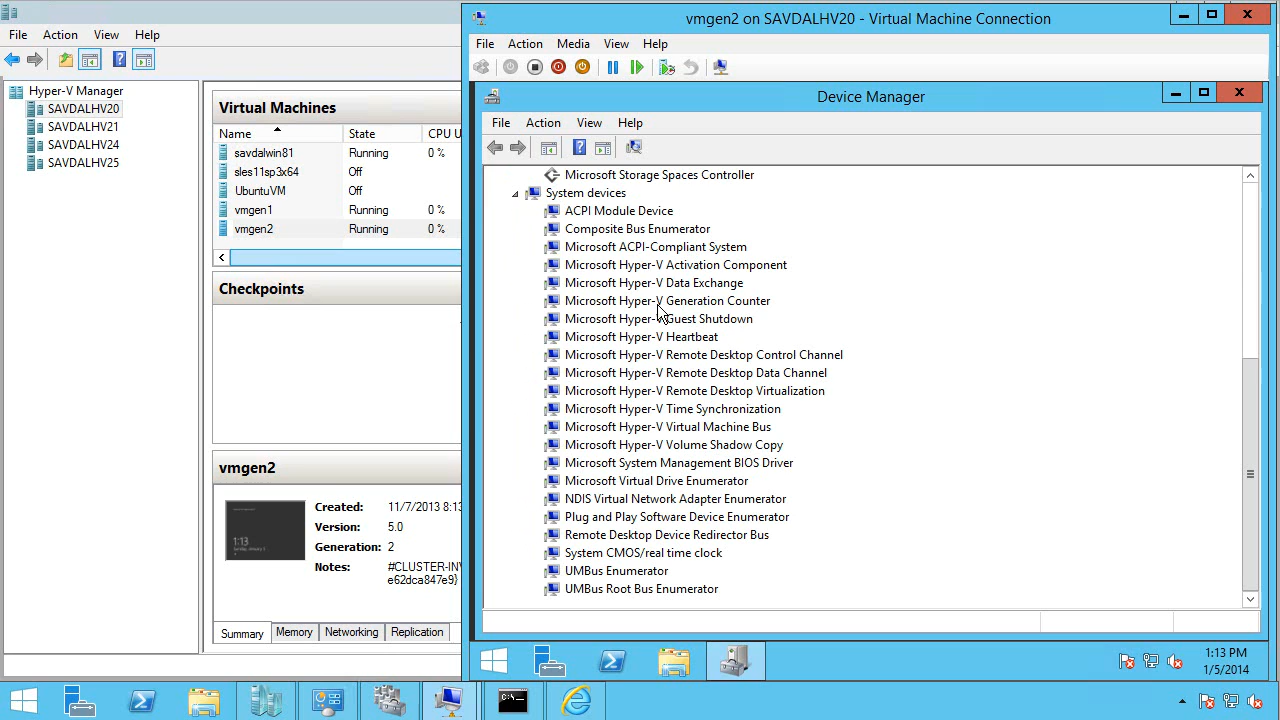 File Action View Help
Hyper-V Manager
SAVDALHV20
SAVDALHV21
SAVDALHV24
SAVDALHV25
Virtual Machines
Name State CPU U
savdalwin81 Running 0 %
sles11sp3x64 Off
UbuntuVM Off
vmgen1 Running 0 %
vmgen2 Running 0 %
Checkpoints
vmgen2
Created: 11/7/2013 8:13
Version: 5.0
Generation: 2
Notes: #CLUSTER-INV
e62dca847e9}
1:13
Summary Memory Networking Replication
vmgen2 on SAVDALHV20 - Virtual Machine Connection
File Action Media View Help
Device Manager
File Action View Help
Microsoft Storage Spaces Controller
System devices
ACPI Module Device
Composite Bus Enumerator
Microsoft ACPI-Compliant System
Microsoft Hyper-V Activation Component
Microsoft Hyper-V Data Exchange
Microsoft Hyper-V Generation Counter
Microsoft Hyper-V Guest Shutdown
Microsoft Hyper-V Heartbeat
Microsoft Hyper-V Remote Desktop Control Channel
Microsoft Hyper-V Remote Desktop Data Channel
Microsoft Hyper-V Remote Desktop Virtualization
Microsoft Hyper-V Time Synchronization
Microsoft Hyper-V Virtual Machine Bus
Microsoft Hyper-V Volume Shadow Copy
Microsoft System Management BIOS Driver
Microsoft Virtual Drive Enumerator
NDIS Virtual Network Adapter Enumerator
Plug and Play Software Device Enumerator
Remote Desktop Device Redirector Bus
System CMOS/real time clock
UMBus Enumerator
UMBus Root Bus Enumerator
1:13 PM
1/5/2014